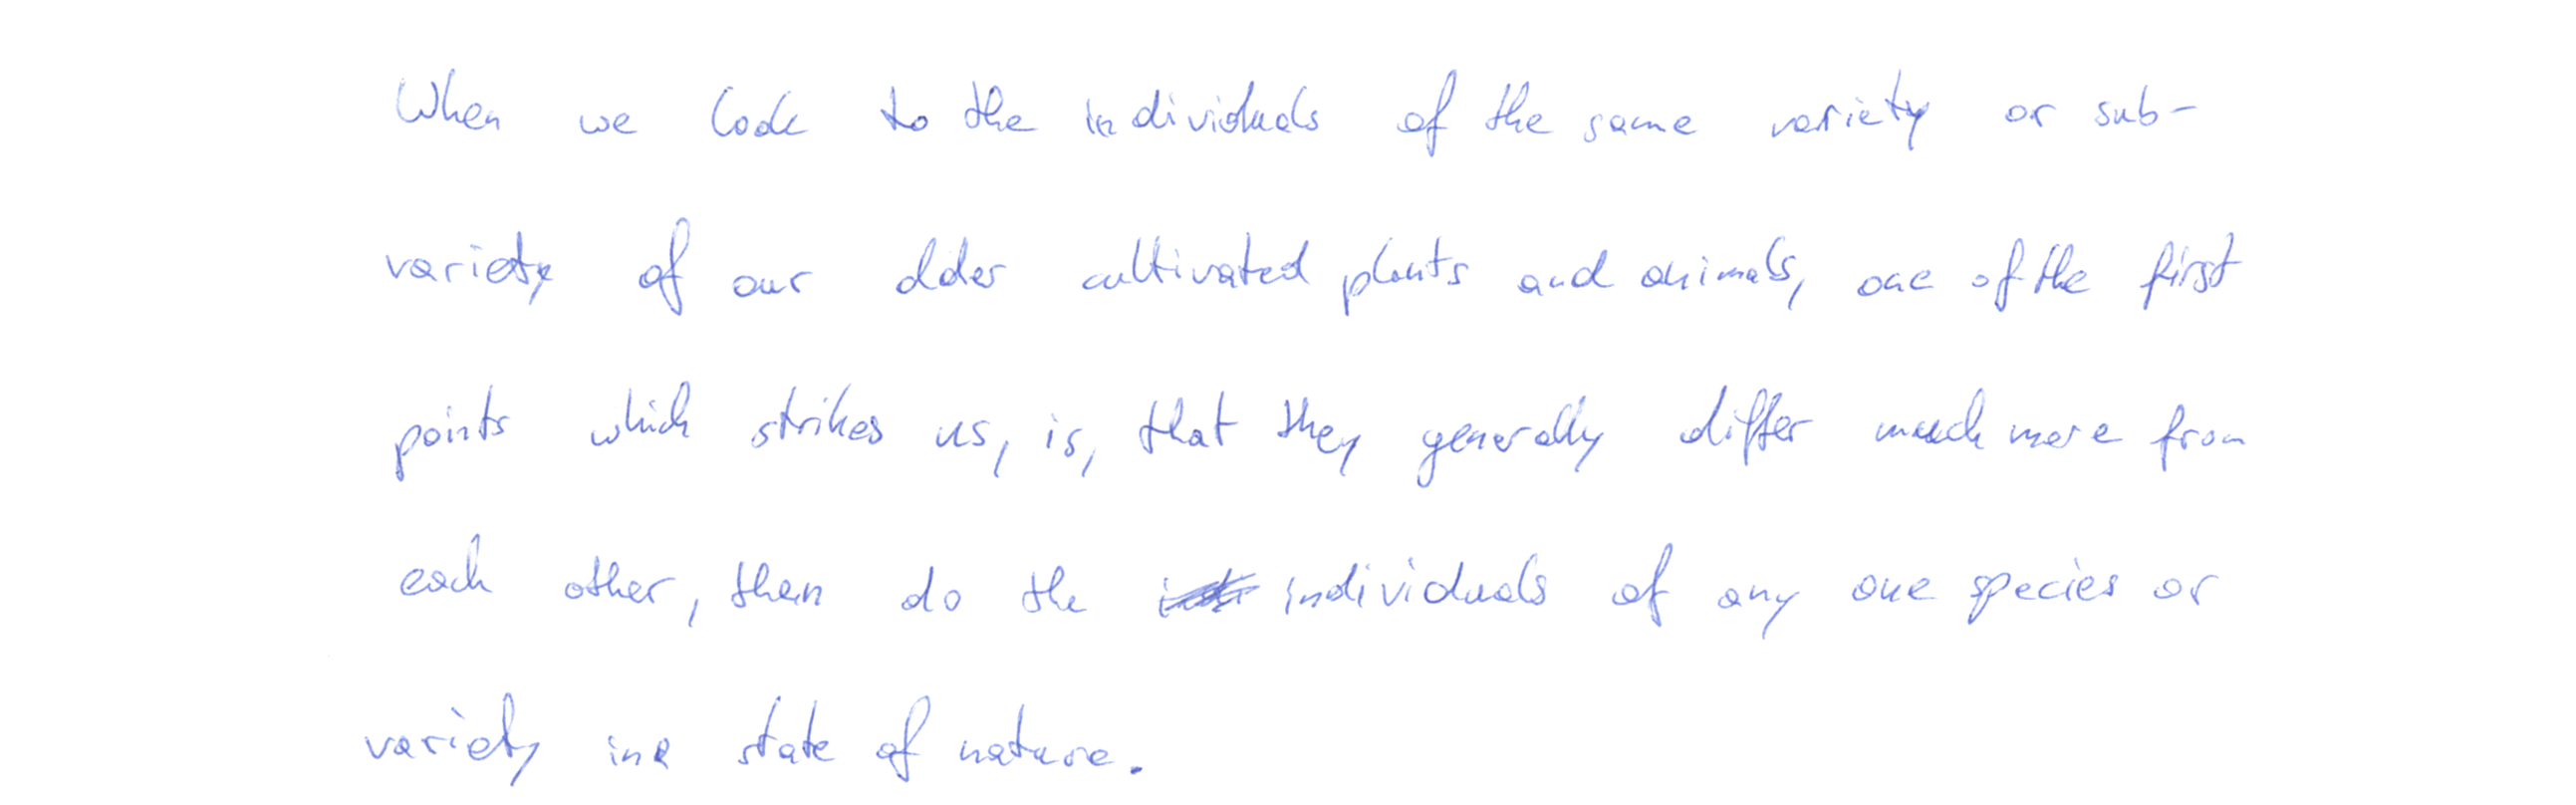 When we look to the individuals of the same variety or sub-
variety of our older cultivated plants and animals, one of the first
points which strikes us, is, that they generally differ much more from
each other, than do the individuals of any one species or
variety in a state of nature.